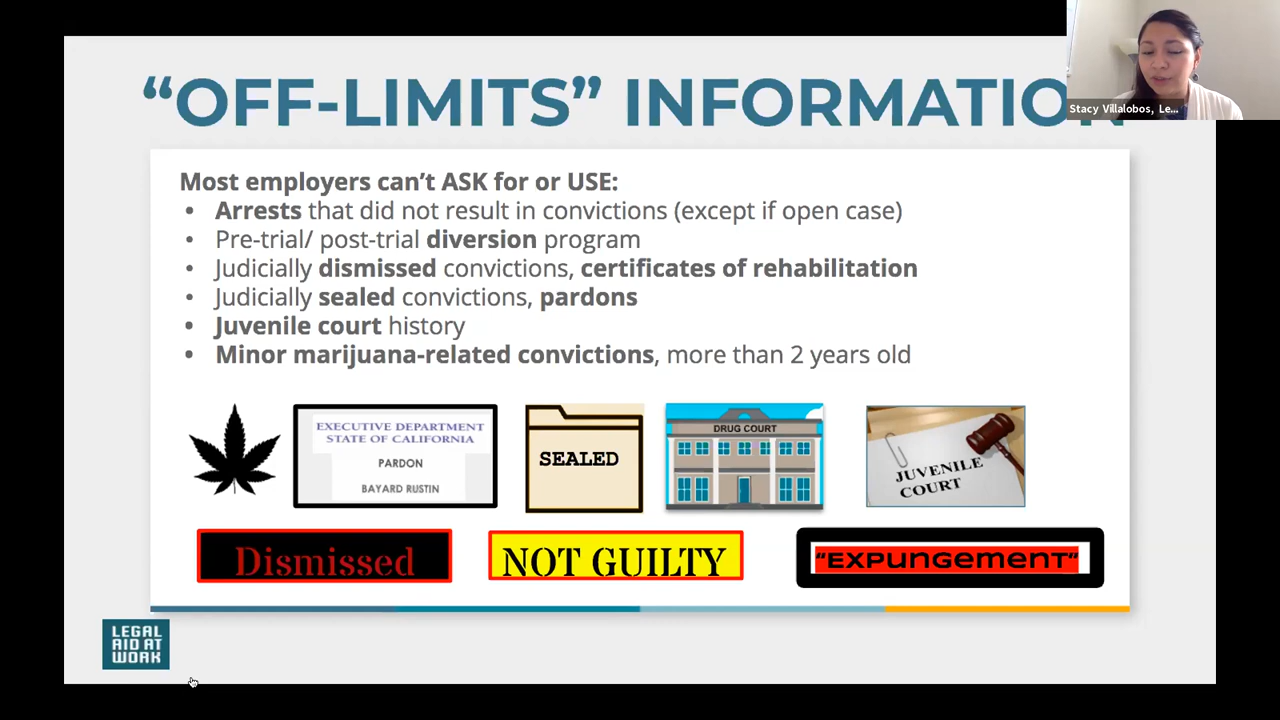 “OFF-LIMITS” INFORMATION
Stacy Villalobos, Le...
Most employers can’t ASK for or USE:
• Arrests that did not result in convictions (except if open case)
• Pre-trial/ post-trial diversion program
• Judicially dismissed convictions, certificates of rehabilitation
• Judicially sealed convictions, pardons
• Juvenile court history
• Minor marijuana-related convictions, more than 2 years old
EXECUTIVE DEPARTMENT
STATE OF CALIFORNIA
PARDON
BAYARD RUSTIN
SEALED
DRUG COURT
JUVENILE
COURT
Dismissed
NOT GUILTY
“EXPUNGEMENT”
LEGAL
AID AT
WORK